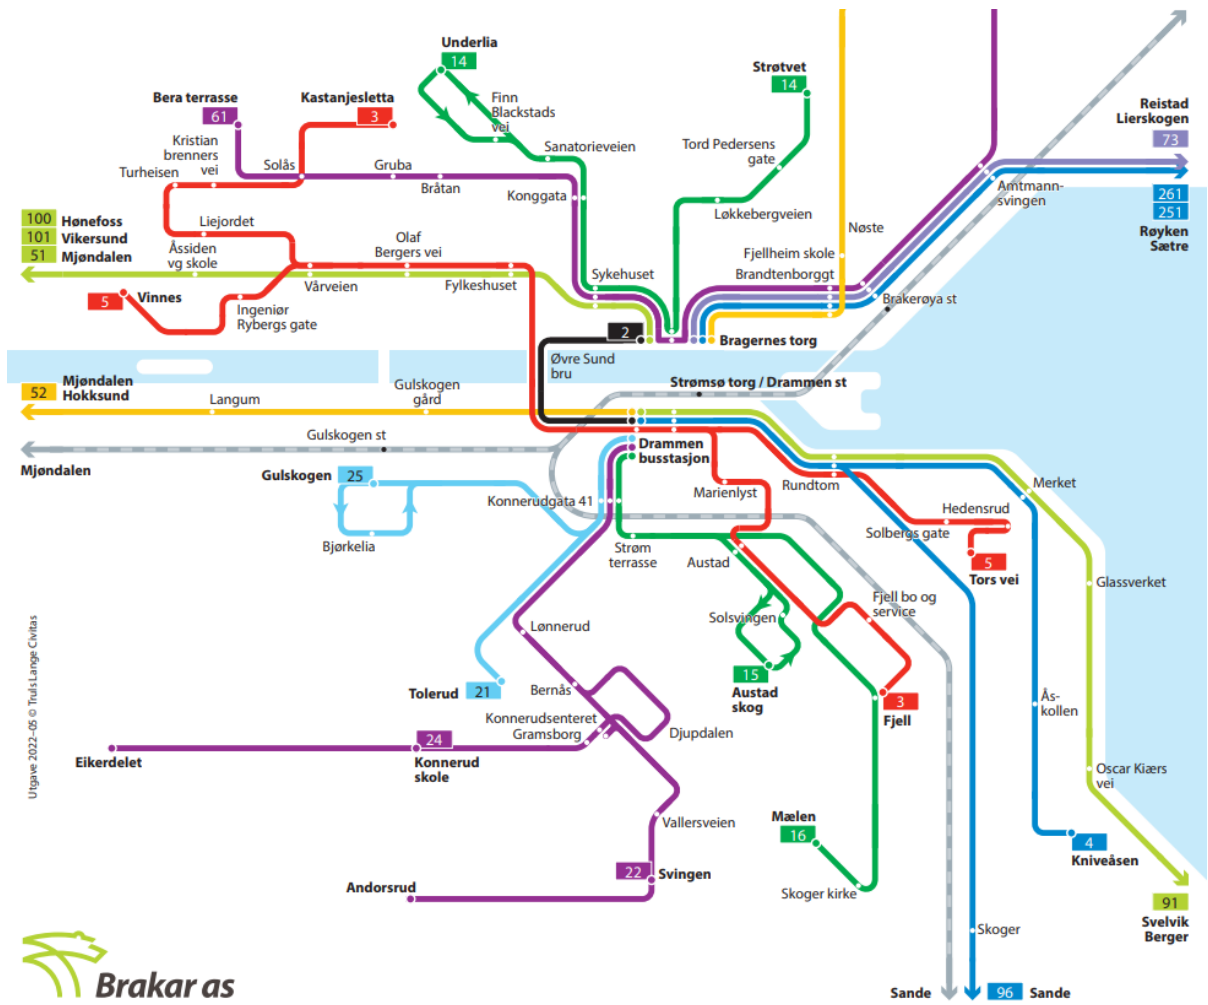 Underlia
14
Finn
Blackstads
vei
Sanatorieveien
Strøtvet
14
Tord Pedersens
gate
Løkkebergveien
Bera terrasse
61
Kastanjesletta
3
Kristian
brenners
vei
Turheisen
Solås
Gruba
Bråtan
Konggata
Reistad
Lierskogen
73
Amtmann-
svingen
261
251
Røyken
Sætre
100 Hønefoss
101 Vikersund
51 Mjøndalen
Liejordet
Åssiden
vg skole
Olaf
Bergers vei
Sykehuset
Nøste
Fjellheim skole
Brandtenborggt
Vårveien
Fylkeshuset
Brakerøya st
5
Vinnes
Ingeniør
Rybergs gate
2
Bragernes torg
Øvre Sund
bru
52
Mjøndalen
Hokksund
Langum
Gulskogen
gård
Strømsø torg / Drammen st
Gulskogen st
Mjøndalen
Drammen
busstasjon
Gulskogen
25
Konnerudgata 41
Marienlyst
Rundtom
Merket
Hedensrud
Solbergs gate
Bjørkelia
Strøm
terrasse
Austad
5
Tors vei
Glassverket
Fjell bo og
service
Solsvingen
Lønnerud
15
Austad
skog
Tolerud
21
Bernås
3
Fjell
Ås-
kollen
Konnerudsenteret
Gramsborg
Djupdalen
Eikerdelet
24
Konnerud
skole
Oscar Kiærs
vei
Vallersveien
Mælen
16
4
Kniveåsen
22
Svingen
Andorsrud
Skoger kirke
91
Svelvik
Berger
Skoger
Sande
96
Sande
Utgave 2022–05 © Truls Lange Civitas
Brakar as